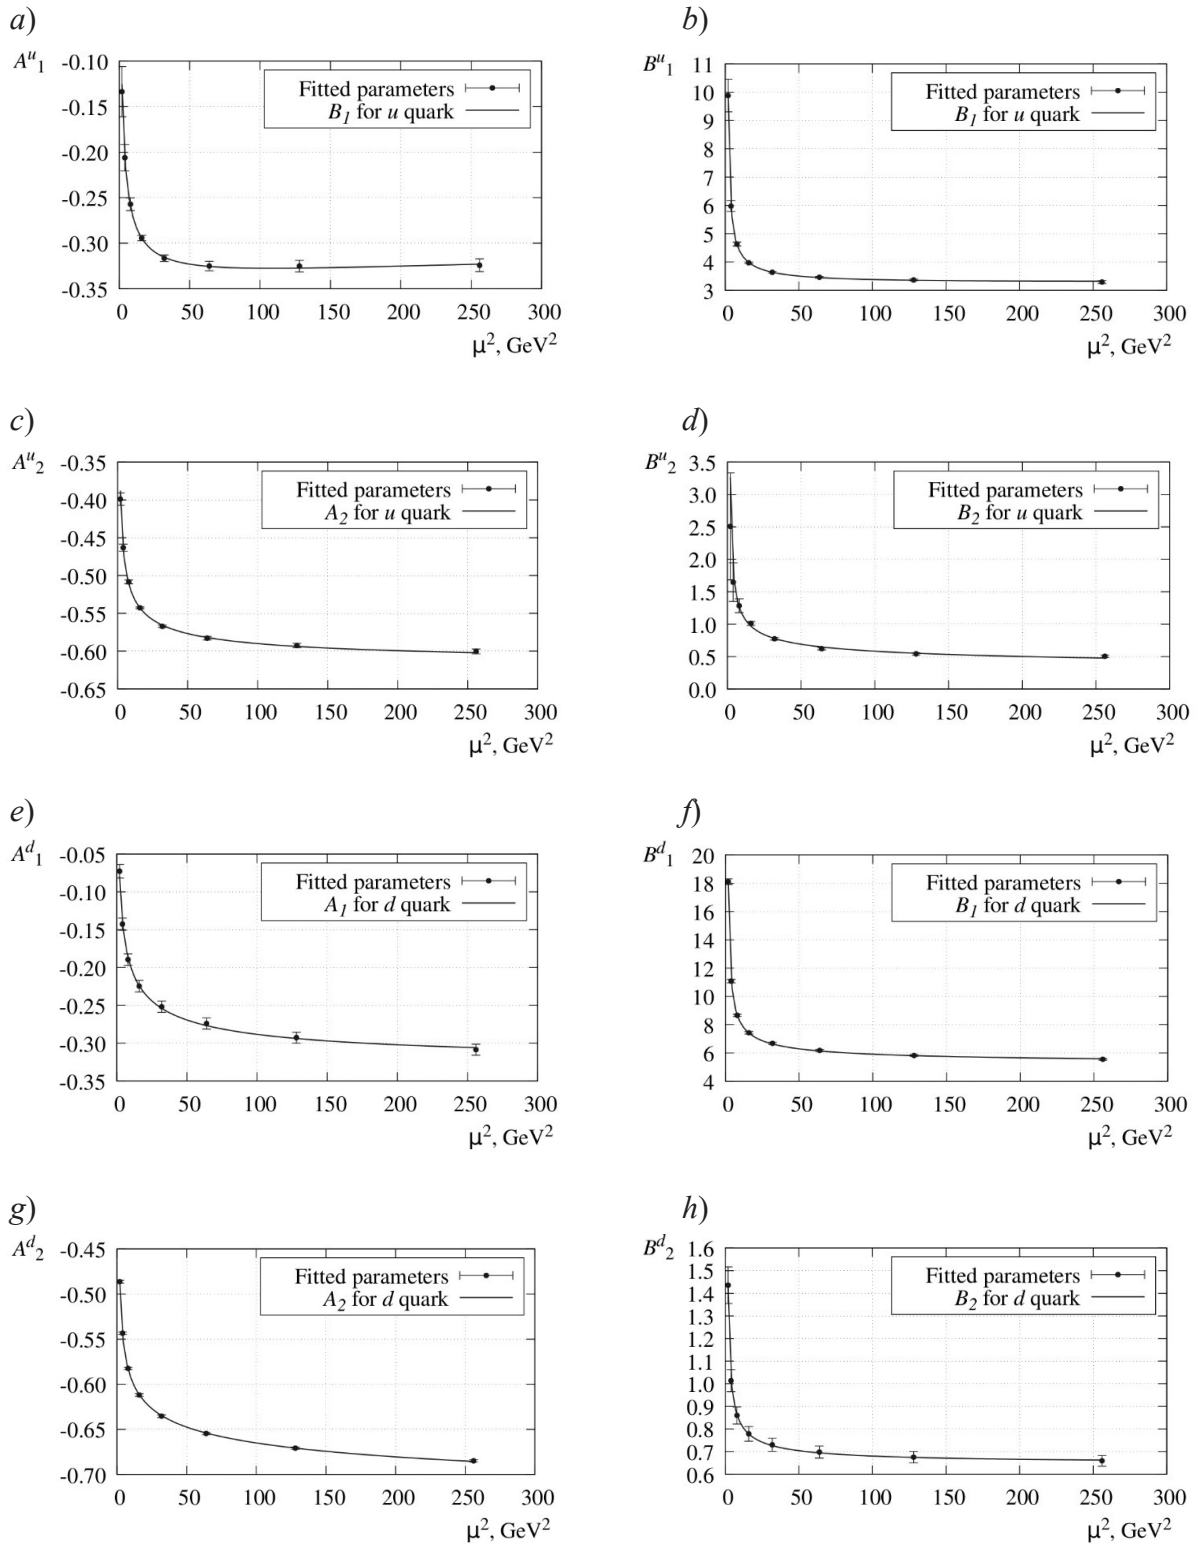 a)
A^u_1
-0.10
-0.15
-0.20
-0.25
-0.30
-0.35
Fitted parameters
B_1 for u quark
0 50 100 150 200 250 300
μ², GeV²
b)
B^u_1
11
10
9
8
7
6
5
4
3
Fitted parameters
B_1 for u quark
0 50 100 150 200 250 300
μ², GeV²
c)
A^u_2
-0.35
-0.40
-0.45
-0.50
-0.55
-0.60
-0.65
Fitted parameters
A_2 for u quark
0 50 100 150 200 250 300
μ², GeV²
d)
B^u_2
3.5
3.0
2.5
2.0
1.5
1.0
0.5
0.0
Fitted parameters
B_2 for u quark
0 50 100 150 200 250 300
μ², GeV²
e)
A^d_1
-0.05
-0.10
-0.15
-0.20
-0.25
-0.30
-0.35
Fitted parameters
A_1 for d quark
0 50 100 150 200 250 300
μ², GeV²
f)
B^d_1
20
18
16
14
12
10
8
6
4
Fitted parameters
B_1 for d quark
0 50 100 150 200 250 300
μ², GeV²
g)
A^d_2
-0.45
-0.50
-0.55
-0.60
-0.65
-0.70
Fitted parameters
A_2 for d quark
0 50 100 150 200 250 300
μ², GeV²
h)
B^d_2
1.6
1.5
1.4
1.3
1.2
1.1
1.0
0.9
0.8
0.7
0.6
Fitted parameters
B_2 for d quark
0 50 100 150 200 250 300
μ², GeV²